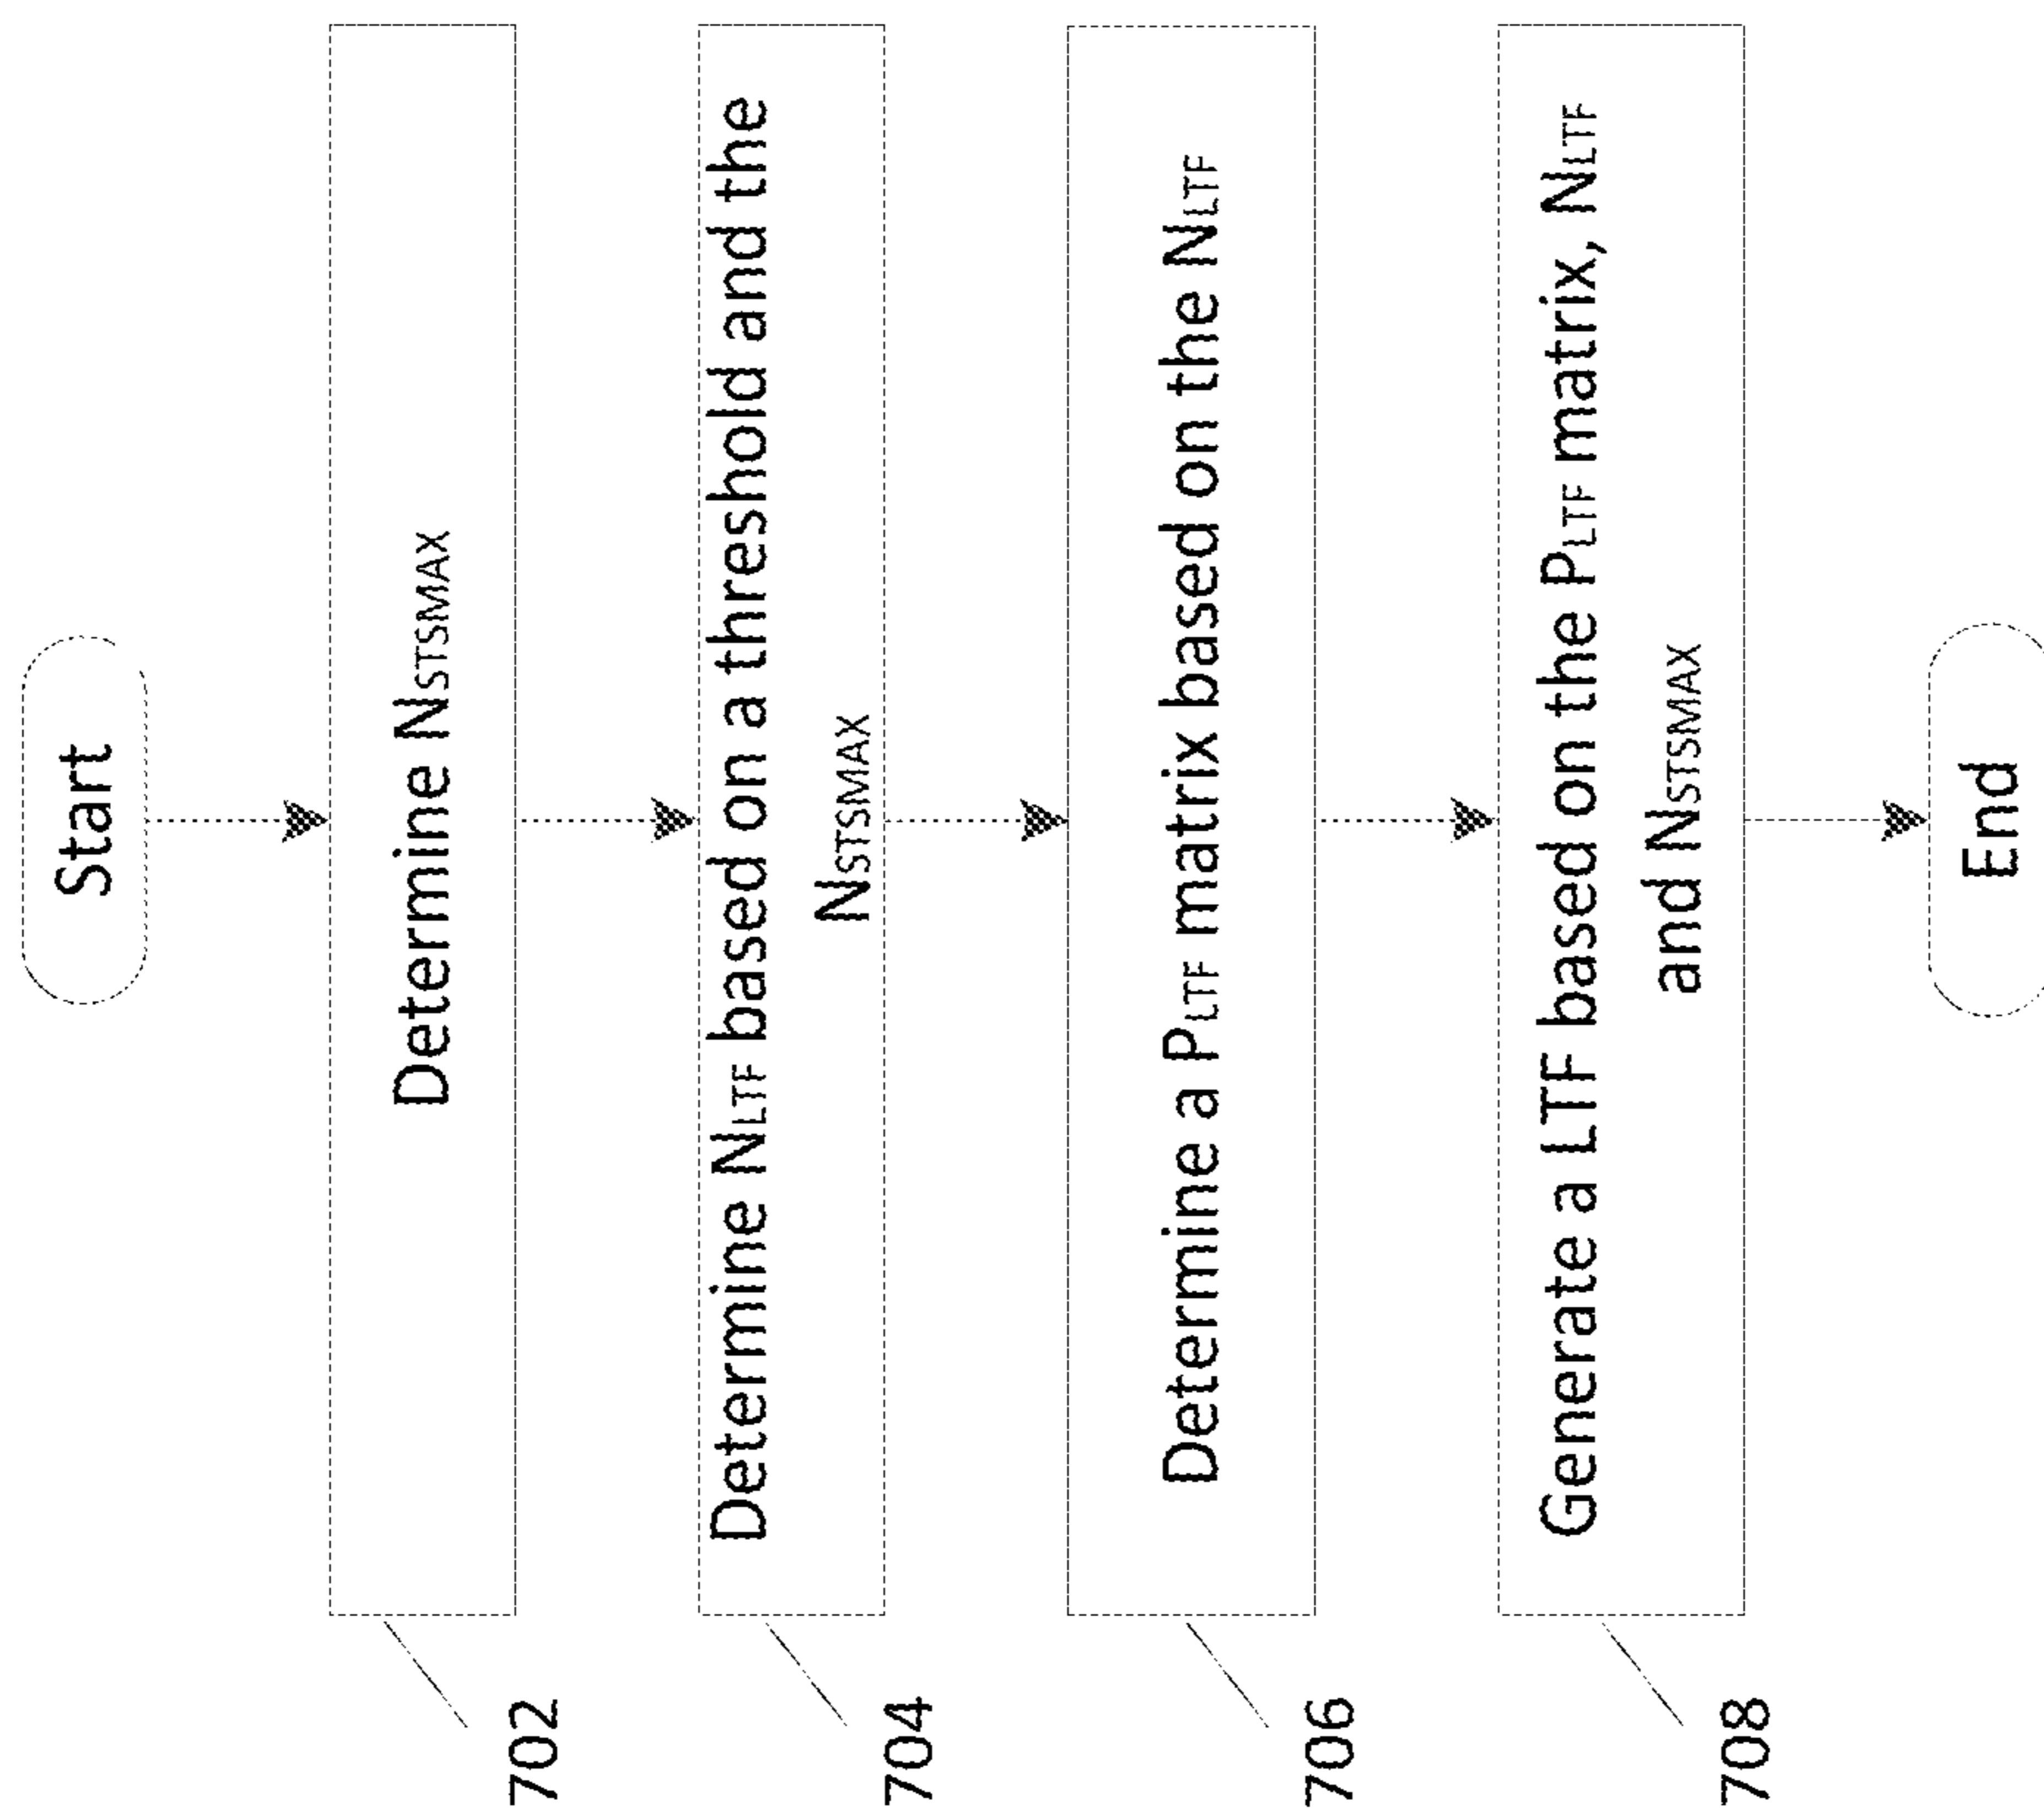 Start
Determine NSTSMAX
702
Determine NLTF based on a threshold and the
NSTSMAX
704
Determine a PLTF matrix based on the NLTF
706
Generate a LTF based on the PLTF matrix, NLTF
and NSTSMAX
708
End